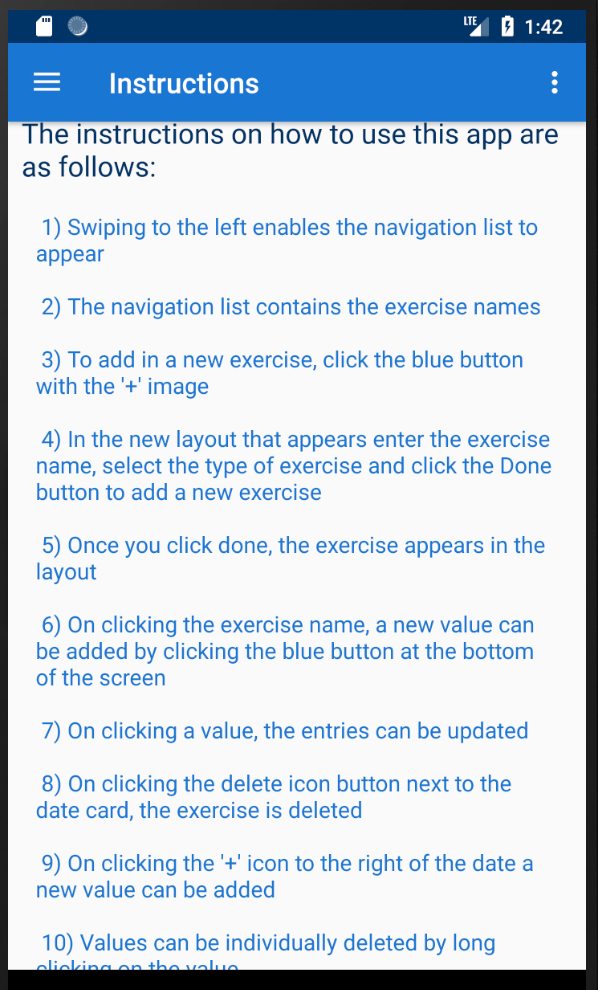 LTE 1:42
Instructions
The instructions on how to use this app are
as follows:
1) Swiping to the left enables the navigation list to
appear
2) The navigation list contains the exercise names
3) To add in a new exercise, click the blue button
with the '+' image
4) In the new layout that appears enter the exercise
name, select the type of exercise and click the Done
button to add a new exercise
5) Once you click done, the exercise appears in the
layout
6) On clicking the exercise name, a new value can
be added by clicking the blue button at the bottom
of the screen
7) On clicking a value, the entries can be updated
8) On clicking the delete icon button next to the
date card, the exercise is deleted
9) On clicking the '+' icon to the right of the date a
new value can be added
10) Values can be individually deleted by long
clicking on the value